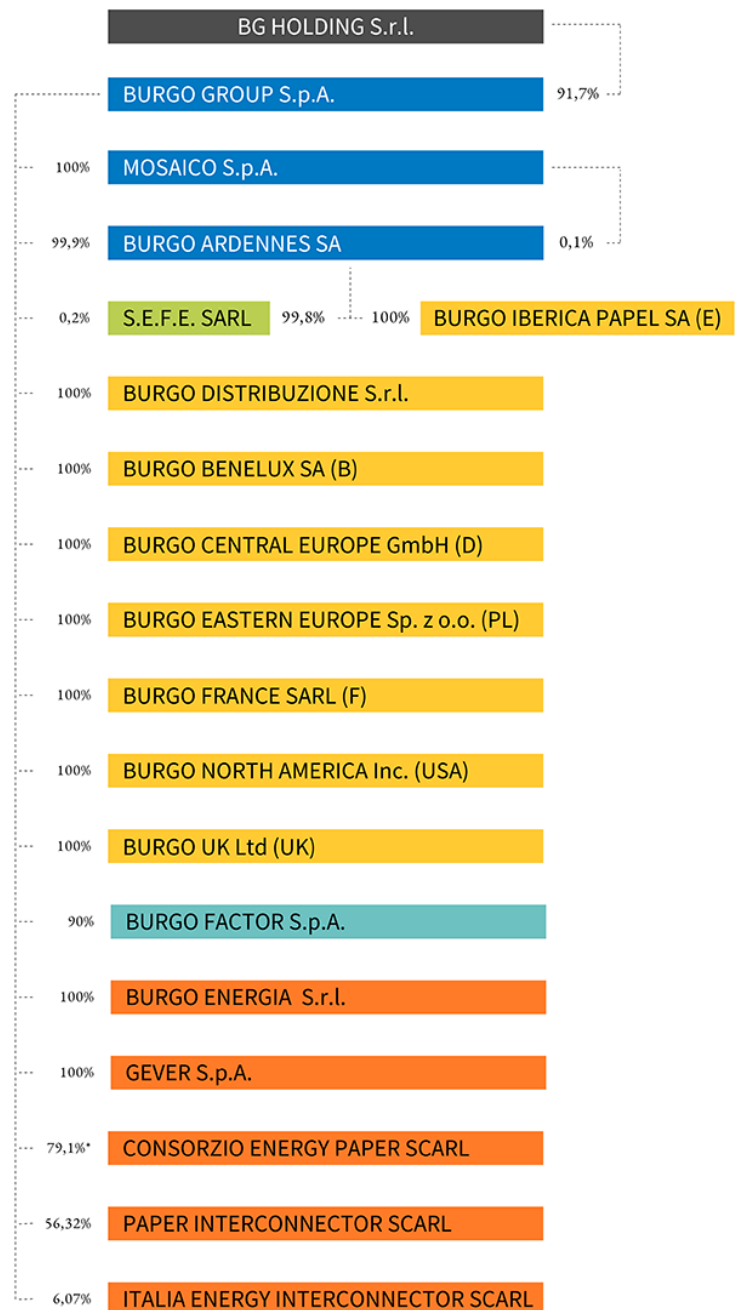 BG HOLDING S.r.l.
BURGO GROUP S.p.A. 91,7%
100% MOSAICO S.p.A.
99,9% BURGO ARDENNES SA 0,1%
0,2% S.E.F.E. SARL 99,8% 100% BURGO IBERICA PAPEL SA (E)
100% BURGO DISTRIBUZIONE S.r.l.
100% BURGO BENELUX SA (B)
100% BURGO CENTRAL EUROPE GmbH (D)
100% BURGO EASTERN EUROPE Sp. z o.o. (PL)
100% BURGO FRANCE SARL (F)
100% BURGO NORTH AMERICA Inc. (USA)
100% BURGO UK Ltd (UK)
90% BURGO FACTOR S.p.A.
100% BURGO ENERGIA S.r.l.
100% GEVER S.p.A.
79,1%* CONSORZIO ENERGY PAPER SCARL
56,32% PAPER INTERCONNECTOR SCARL
6,07% ITALIA ENERGY INTERCONNECTOR SCARL